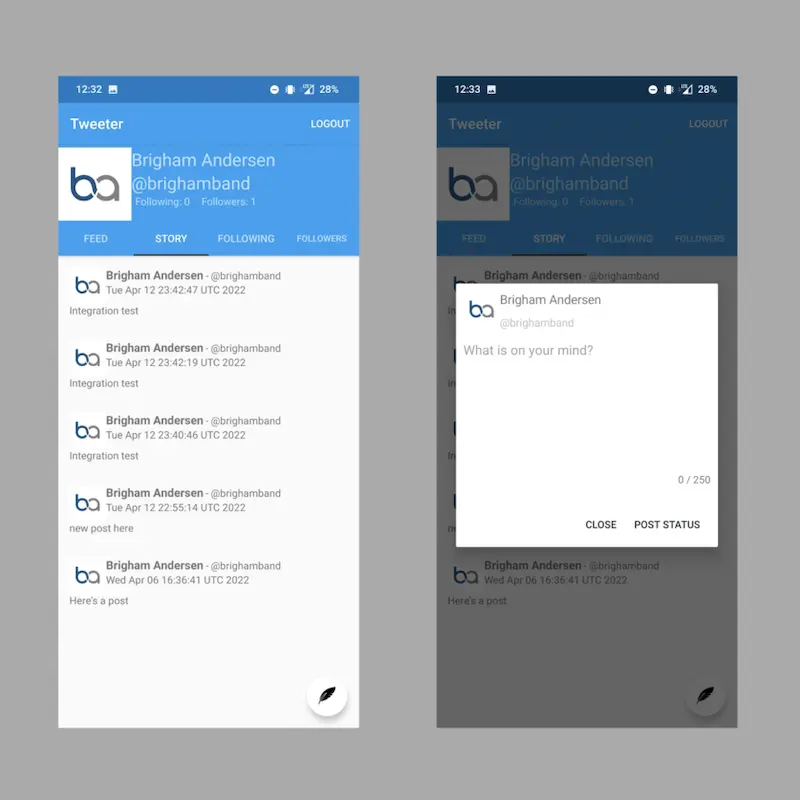 12:32 28%
Tweeter LOGOUT
ba Brigham Andersen
@brighamband
Following: 0 Followers: 1
FEED STORY FOLLOWING FOLLOWERS
ba Brigham Andersen - @brighamband
Tue Apr 12 23:42:47 UTC 2022
Integration test
ba Brigham Andersen - @brighamband
Tue Apr 12 23:42:19 UTC 2022
Integration test
ba Brigham Andersen - @brighamband
Tue Apr 12 23:40:46 UTC 2022
Integration test
ba Brigham Andersen - @brighamband
Tue Apr 12 22:55:14 UTC 2022
new post here
ba Brigham Andersen - @brighamband
Wed Apr 06 16:36:41 UTC 2022
Here's a post
12:33 28%
Tweeter LOGOUT
ba Brigham Andersen
@brighamband
Following: 0 Followers: 1
FEED STORY FOLLOWING FOLLOWERS
Brigham Andersen - @brighamband
ba Brigham Andersen
@brighamband
What is on your mind?
0 / 250
CLOSE POST STATUS
ba Brigham Andersen - @brighamband
Wed Apr 06 16:36:41 UTC 2022
Here's a post